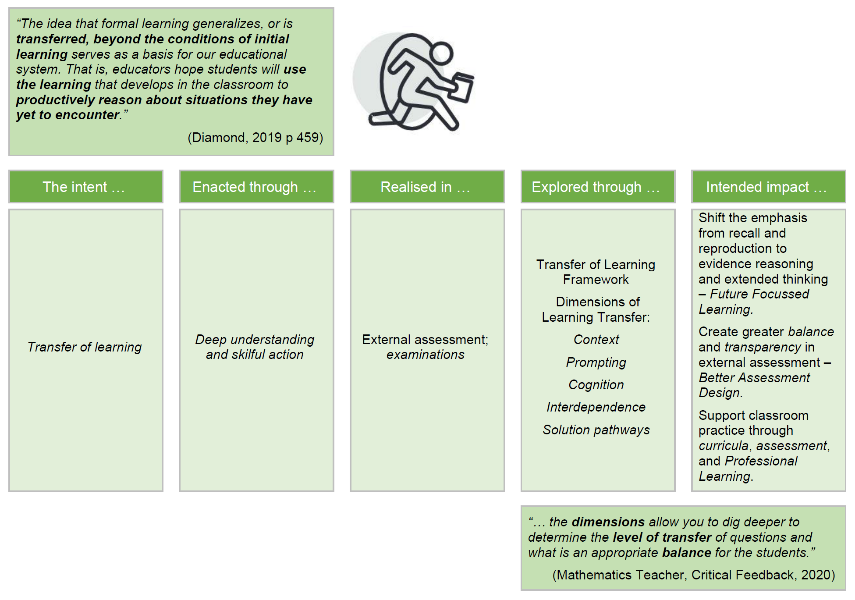 “The idea that formal learning generalizes, or is
transferred, beyond the conditions of initial
learning serves as a basis for our educational
system. That is, educators hope students will use
the learning that develops in the classroom to
productively reason about situations they have
yet to encounter.”
(Diamond, 2019 p 459)
The intent …
Enacted through …
Realised in …
Explored through …
Intended impact …
Transfer of learning
Deep understanding
and skilful action
External assessment;
examinations
Transfer of Learning
Framework
Dimensions of
Learning Transfer:
Context
Prompting
Cognition
Interdependence
Solution pathways
Shift the emphasis
from recall and
reproduction to
evidence reasoning
and extended thinking
– Future Focussed
Learning.
Create greater balance
and transparency in
external assessment –
Better Assessment
Design.
Support classroom
practice through
curricula, assessment,
and Professional
Learning.
“… the dimensions allow you to dig deeper to
determine the level of transfer of questions and
what is an appropriate balance for the students.”
(Mathematics Teacher, Critical Feedback, 2020)